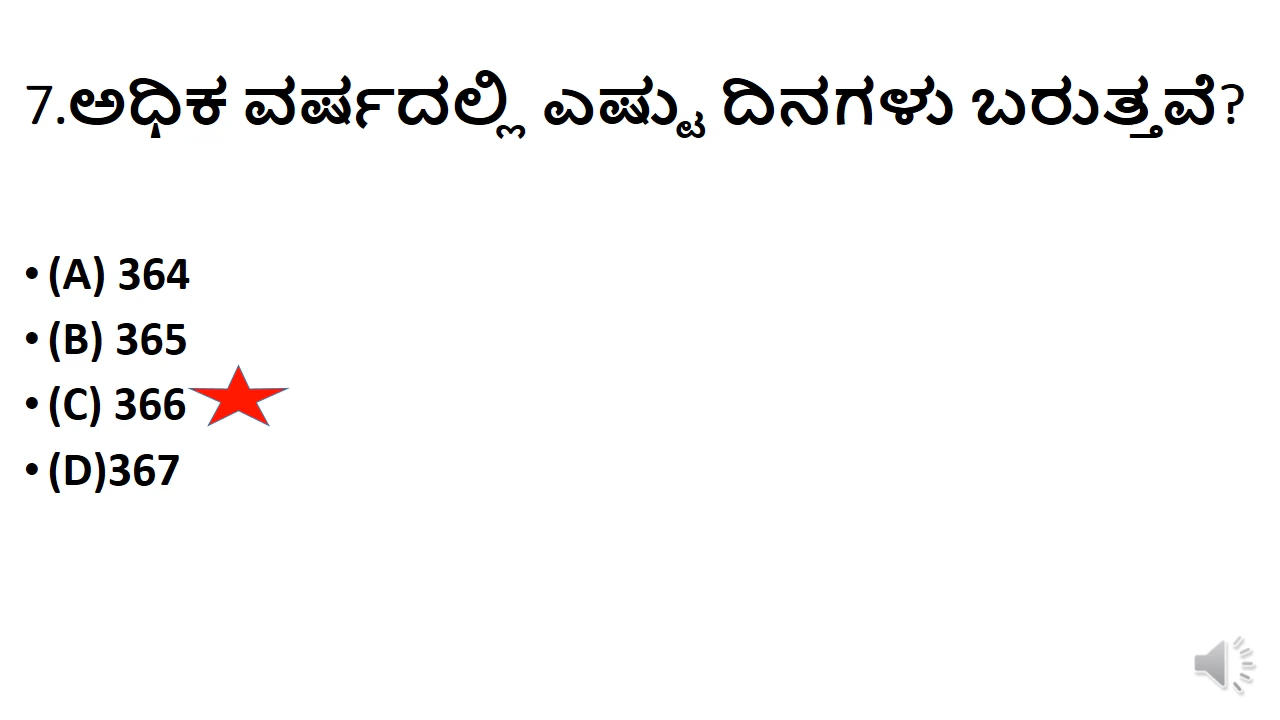 7.ಅಧಿಕ ವರ್ಷದಲ್ಲಿ ಎಷ್ಟು ದಿನಗಳು ಬರುತ್ತವೆ?
• (A) 364
• (B) 365
• (C) 366
• (D)367